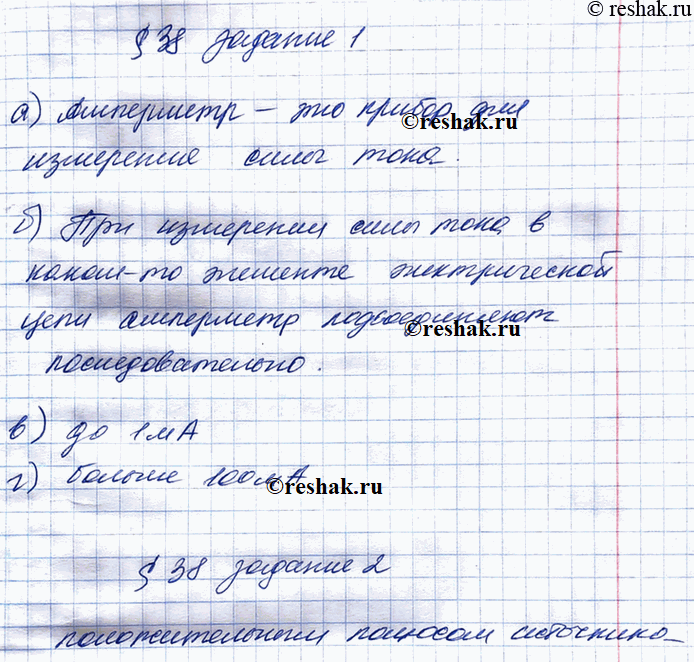 © reshak.ru
§ 38 задание 1
а) Амперметр – это прибор для
©reshak.ru
измерения силы тока.
б) При измерении силы тока в
каком-то элементе электрической
цепи амперметр подсоединяют
©reshak.ru
последовательно.
в) до 1 мА
г) больше 100 мА
©reshak.ru
§ 38 задание 2
положительным полюсом источнико-